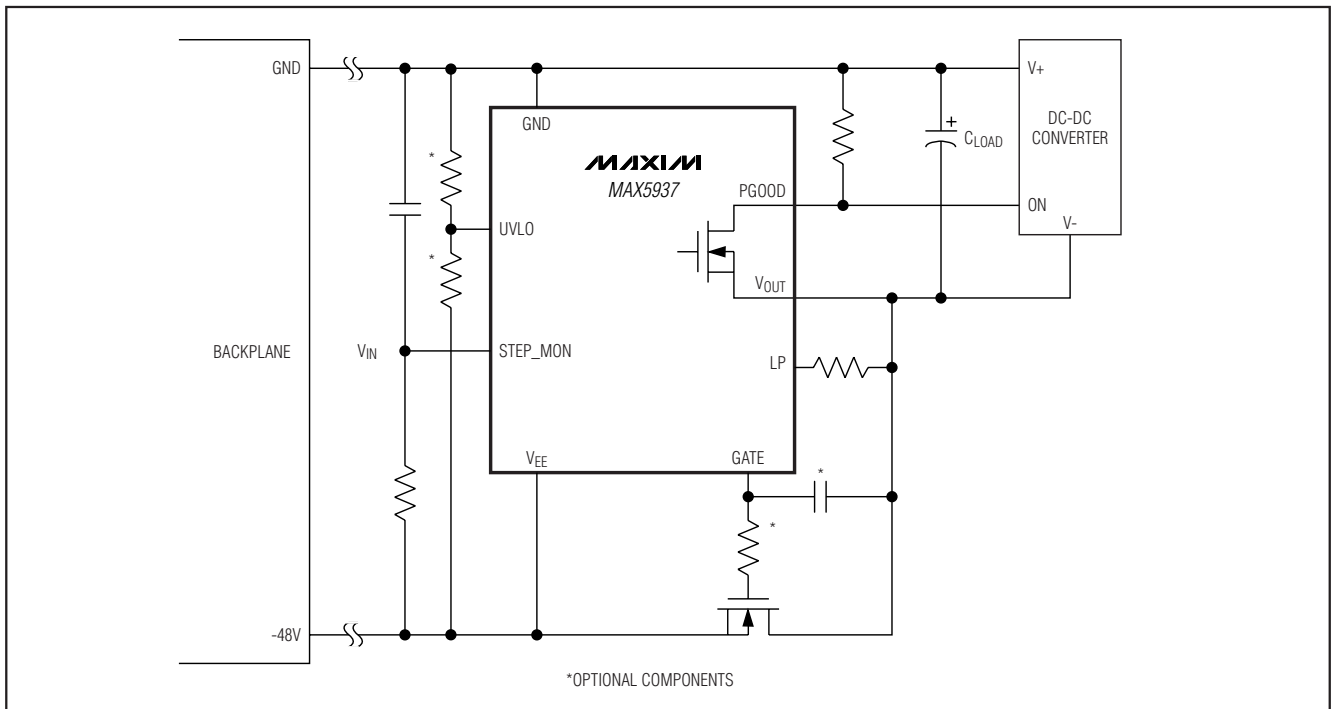 GND
V+
GND
DC-DC
CONVERTER
+
CLOAD
*
MAXIM
MAX5937
PGOOD
ON
V-
UVLO
*
VOUT
BACKPLANE
VIN
STEP_MON
LP
VEE
GATE
*
*
-48V
*OPTIONAL COMPONENTS